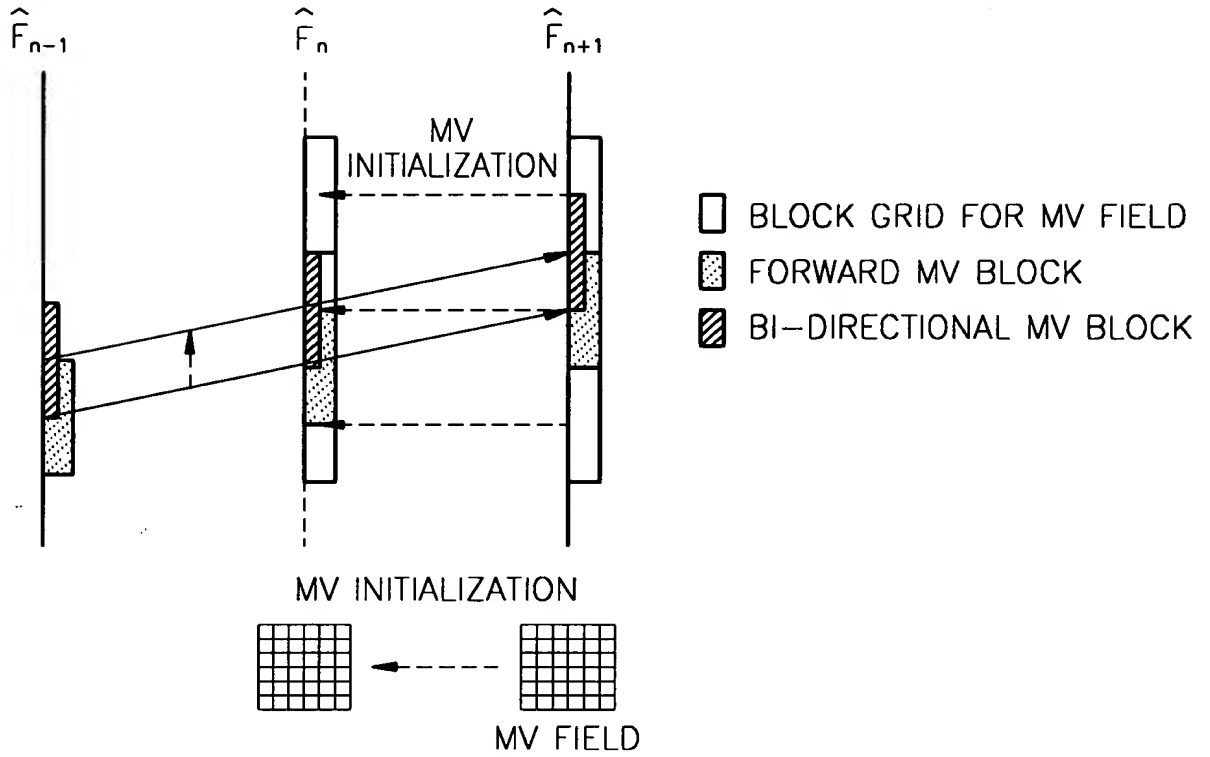 F̂n-1 F̂n F̂n+1
MV
INITIALIZATION
BLOCK GRID FOR MV FIELD
FORWARD MV BLOCK
BI-DIRECTIONAL MV BLOCK
MV INITIALIZATION
MV FIELD